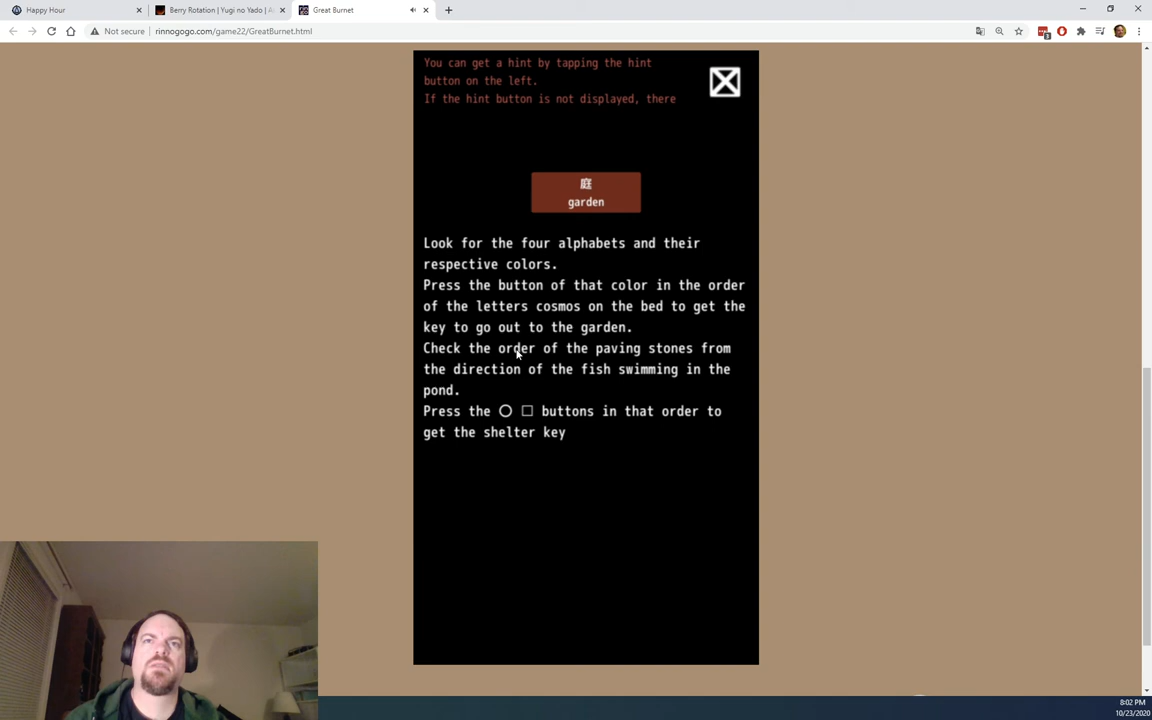 Happy Hour
Berry Rotation | Yugi no Yado | A
Great Burnet
Not secure
rinnogogo.com/game22/GreatBurnet.html
You can get a hint by tapping the hint
button on the left.
If the hint button is not displayed, there
庭
garden
Look for the four alphabets and their
respective colors.
Press the button of that color in the order
of the letters cosmos on the bed to get the
key to go out to the garden.
Check the order of the paving stones from
the direction of the fish swimming in the
pond.
Press the ○ □ buttons in that order to
get the shelter key
8:02 PM
10/23/2020